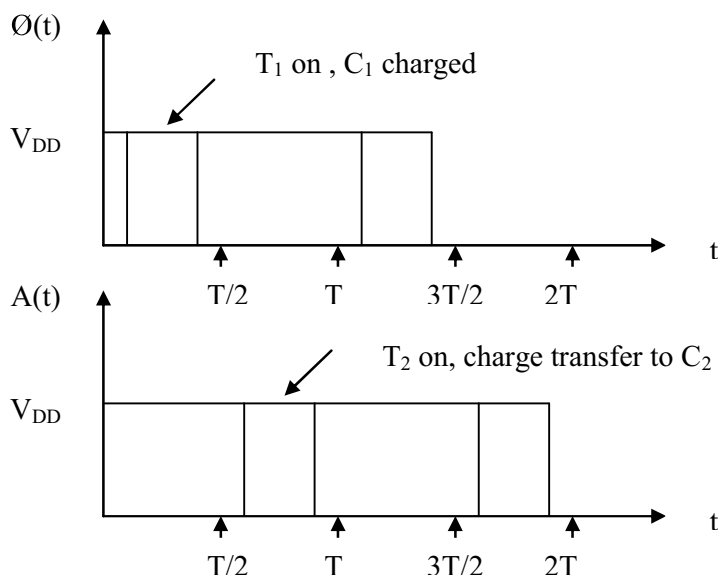 Ø(t)
T₁ on , C₁ charged
V_DD
t
T/2 T 3T/2 2T
A(t)
T₂ on, charge transfer to C₂
V_DD
t
T/2 T 3T/2 2T